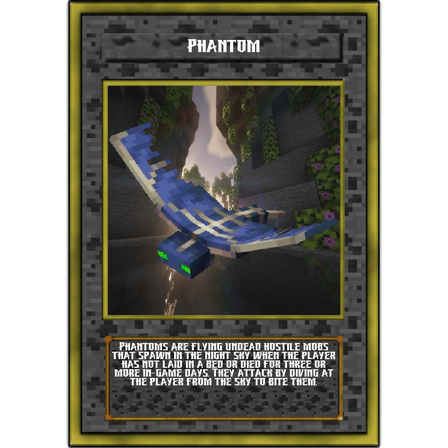 PHANTOM
PHANTOMS ARE FLYING UNDEAD HOSTILE MOBS
THAT SPAWN IN THE NIGHT SKY WHEN THE PLAYER
HAS NOT LAID IN A BED OR DIED FOR THREE OR
MORE IN-GAME DAYS. THEY ATTACK BY DIVING AT
THE PLAYER FROM THE SKY TO BITE THEM.